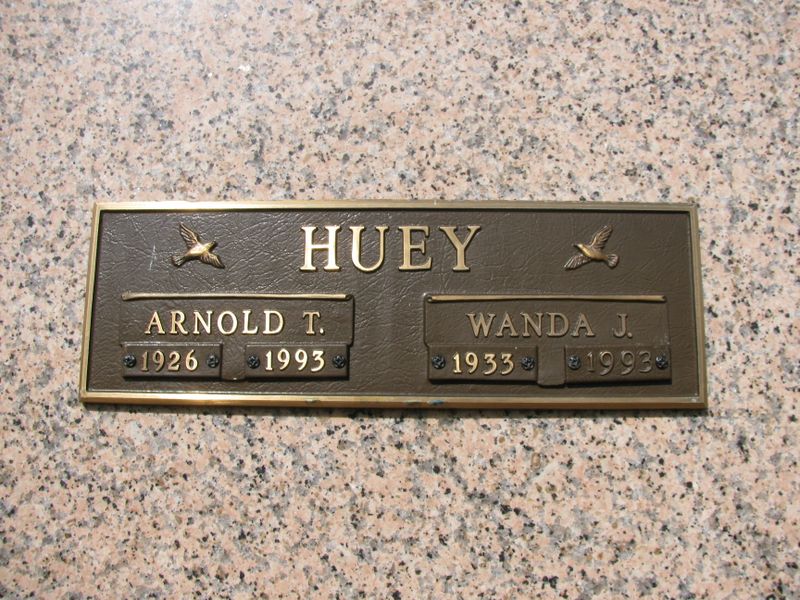 HUEY
ARNOLD T.
1926 1993
WANDA J.
1933 1993